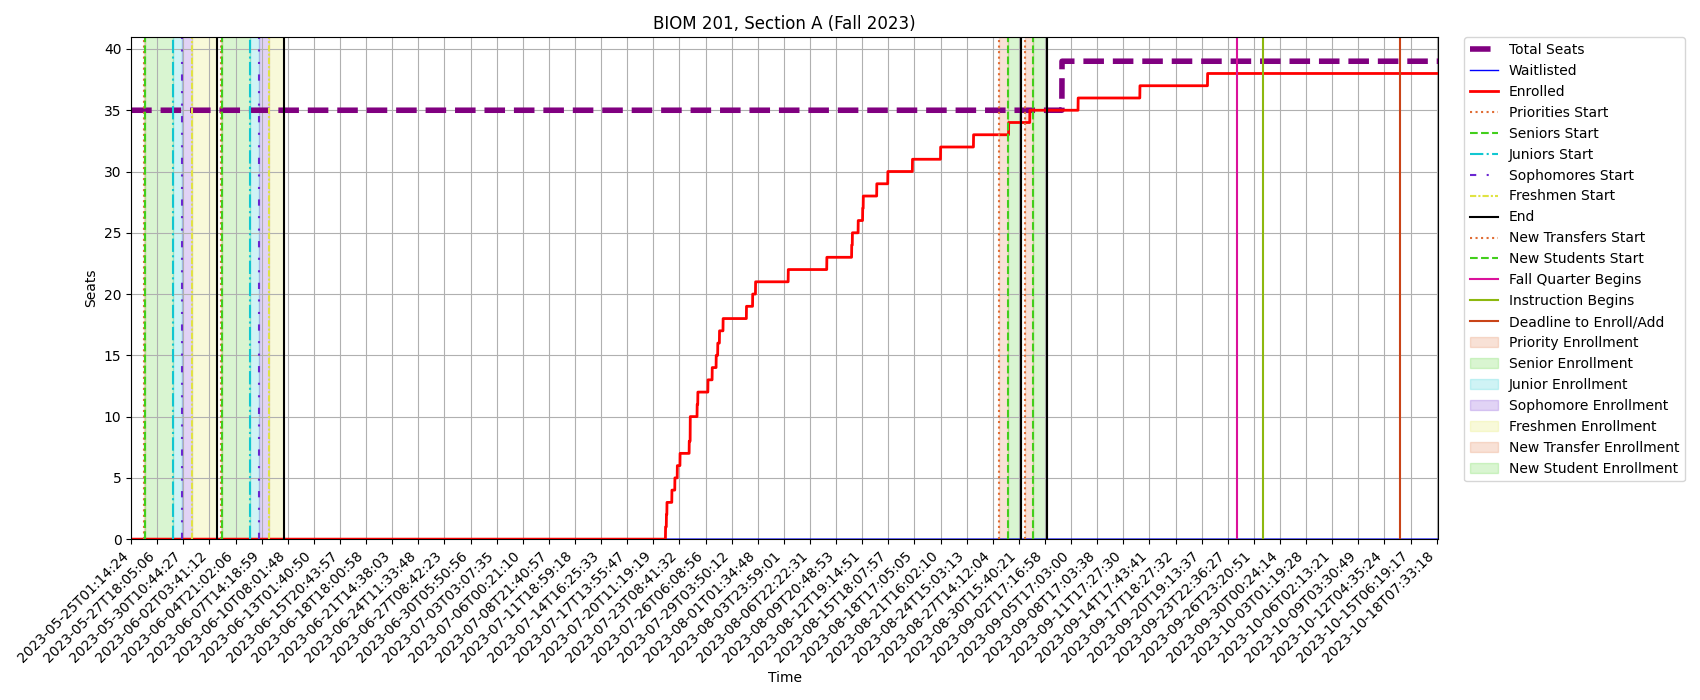 BIOM 201, Section A (Fall 2023)
40
35
30
25
20
15
10
5
0
Seats
2023-05-25T01:14:24
2023-05-27T18:05:06
2023-05-30T10:44:27
2023-06-02T03:41:12
2023-06-04T21:02:06
2023-06-07T14:18:59
2023-06-10T08:01:48
2023-06-13T01:40:50
2023-06-15T20:43:57
2023-06-18T18:00:58
2023-06-21T14:38:03
2023-06-24T11:33:48
2023-06-27T08:42:23
2023-06-30T05:50:56
2023-07-03T03:07:35
2023-07-06T00:21:10
2023-07-08T21:40:57
2023-07-11T18:59:18
2023-07-14T16:25:33
2023-07-17T13:55:47
2023-07-20T11:19:19
2023-07-23T08:41:32
2023-07-26T06:08:56
2023-07-29T03:50:12
2023-08-01T01:34:48
2023-08-03T23:59:01
2023-08-06T22:22:31
2023-08-09T20:48:53
2023-08-12T19:14:51
2023-08-15T18:07:57
2023-08-18T17:05:05
2023-08-21T16:02:10
2023-08-24T15:03:13
2023-08-27T14:12:04
2023-08-30T15:40:21
2023-09-02T17:16:58
2023-09-05T17:03:00
2023-09-08T17:03:38
2023-09-11T17:27:30
2023-09-14T17:43:41
2023-09-17T18:27:32
2023-09-20T19:13:37
2023-09-23T22:36:27
2023-09-26T23:20:51
2023-09-30T00:24:14
2023-10-03T01:19:28
2023-10-06T02:13:21
2023-10-09T03:30:49
2023-10-12T04:35:24
2023-10-15T06:19:17
2023-10-18T07:33:18
Time
Total Seats
Waitlisted
Enrolled
Priorities Start
Seniors Start
Juniors Start
Sophomores Start
Freshmen Start
End
New Transfers Start
New Students Start
Fall Quarter Begins
Instruction Begins
Deadline to Enroll/Add
Priority Enrollment
Senior Enrollment
Junior Enrollment
Sophomore Enrollment
Freshmen Enrollment
New Transfer Enrollment
New Student Enrollment